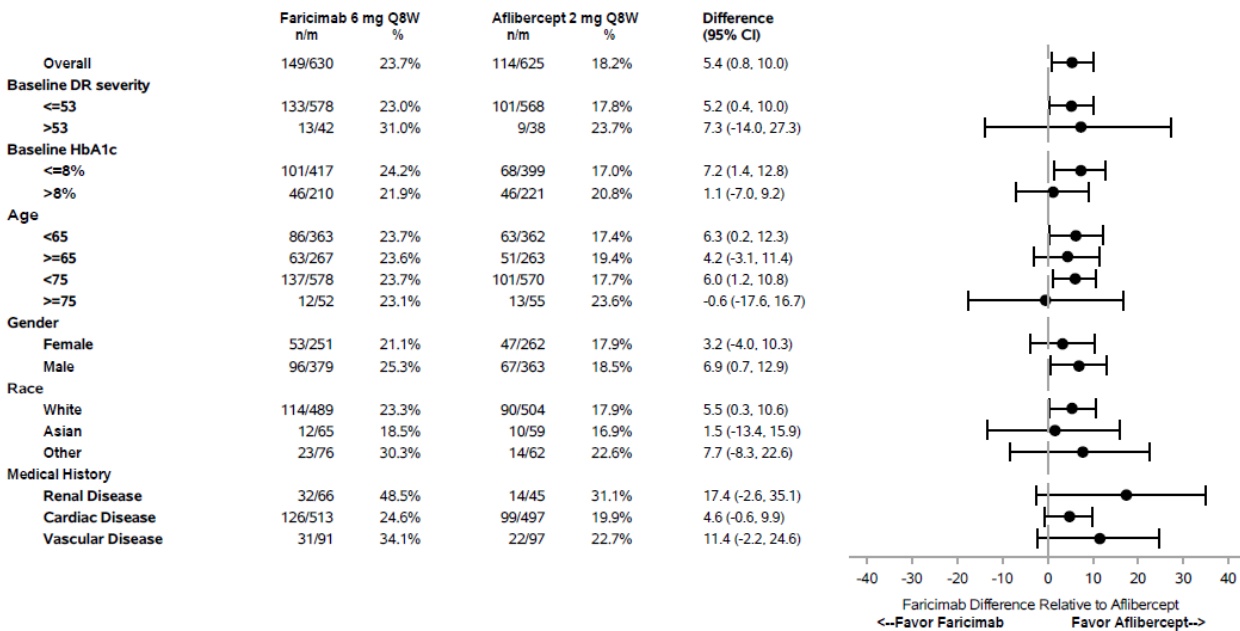 Faricimab 6 mg Q8W Aflibercept 2 mg Q8W Difference
n/m % n/m % (95% CI)
Overall 149/630 23.7% 114/625 18.2% 5.4 (0.8, 10.0)
Baseline DR severity
<=53 133/578 23.0% 101/568 17.8% 5.2 (0.4, 10.0)
>53 13/42 31.0% 9/38 23.7% 7.3 (-14.0, 27.3)
Baseline HbA1c
<=8% 101/417 24.2% 68/399 17.0% 7.2 (1.4, 12.8)
>8% 46/210 21.9% 46/221 20.8% 1.1 (-7.0, 9.2)
Age
<65 86/363 23.7% 63/362 17.4% 6.3 (0.2, 12.3)
>=65 63/267 23.6% 51/263 19.4% 4.2 (-3.1, 11.4)
<75 137/578 23.7% 101/570 17.7% 6.0 (1.2, 10.8)
>=75 12/52 23.1% 13/55 23.6% -0.6 (-17.6, 16.7)
Gender
Female 53/251 21.1% 47/262 17.9% 3.2 (-4.0, 10.3)
Male 96/379 25.3% 67/363 18.5% 6.9 (0.7, 12.9)
Race
White 114/489 23.3% 90/504 17.9% 5.5 (0.3, 10.6)
Asian 12/65 18.5% 10/59 16.9% 1.5 (-13.4, 15.9)
Other 23/76 30.3% 14/62 22.6% 7.7 (-8.3, 22.6)
Medical History
Renal Disease 32/66 48.5% 14/45 31.1% 17.4 (-2.6, 35.1)
Cardiac Disease 126/513 24.6% 99/497 19.9% 4.6 (-0.6, 9.9)
Vascular Disease 31/91 34.1% 22/97 22.7% 11.4 (-2.2, 24.6)
-40 -30 -20 -10 0 10 20 30 40
Faricimab Difference Relative to Aflibercept
<--Favor Faricimab Favor Aflibercept-->